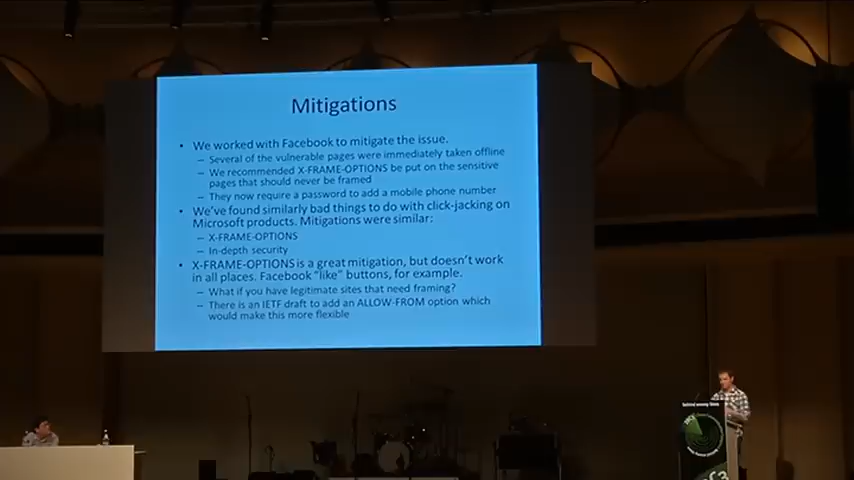 Mitigations
• We worked with Facebook to mitigate the issue.
– Several of the vulnerable pages were immediately taken offline
– We recommended X-FRAME-OPTIONS be put on the sensitive
pages that should never be framed
– They now require a password to add a mobile phone number
• We've found similarly bad things to do with click-jacking on
Microsoft products. Mitigations were similar:
– X-FRAME-OPTIONS
– In-depth security
• X-FRAME-OPTIONS is a great mitigation, but doesn't work
in all places. Facebook "like" buttons, for example.
– What if you have legitimate sites that need framing?
– There is an IETF draft to add an ALLOW-FROM option which
would make this more flexible
behind enemy lines